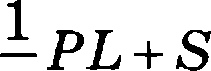 1
— PL + S